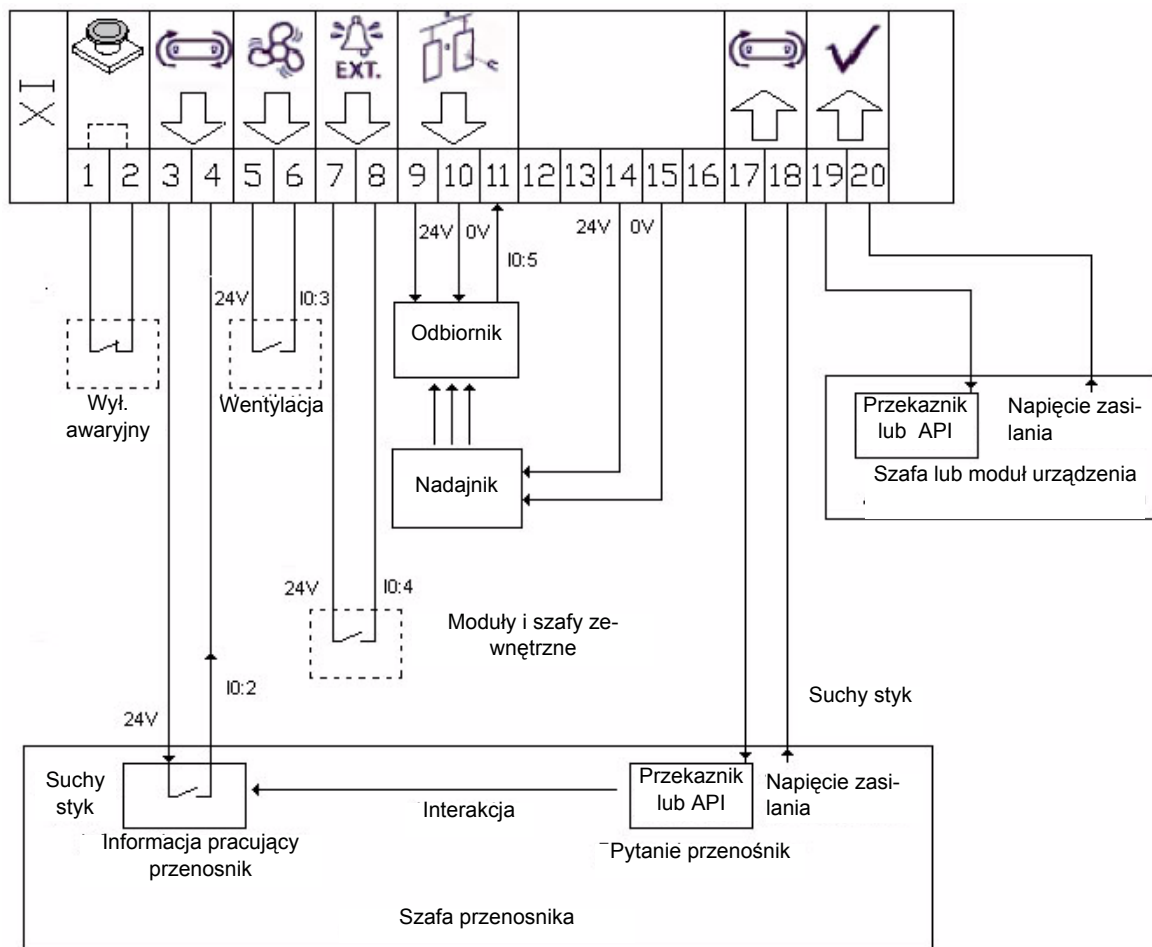 XI
EXT.
1 2 3 4 5 6 7 8 9 10 11 12 13 14 15 16 17 18 19 20
24V 0V
24V 0V
I0:5
24V I0:3
Odbiornik
Wył.
awaryjny
Wentylacja
Przekaznik
lub API
Napięcie zasi-
lania
Szafa lub moduł urządzenia
Nadajnik
24V I0:4
Moduły i szafy ze-
wnętrzne
I0:2
Suchy styk
24V
Suchy
styk
Interakcja
Przekaznik
lub API
Napięcie zasi-
lania
Informacja pracujący
przenosnik
Pytanie przenośnik
Szafa przenosnika